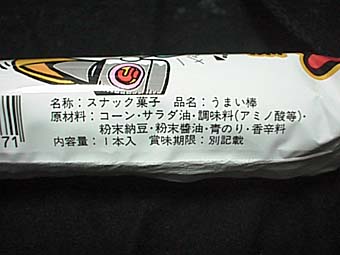 名称：スナック菓子　品名：うまい棒
原材料：コーン・サラダ油・調味料(アミノ酸等)・
粉末納豆・粉末醬油・青のり・香辛料
内容量：1本入　賞味期限：別記載
71